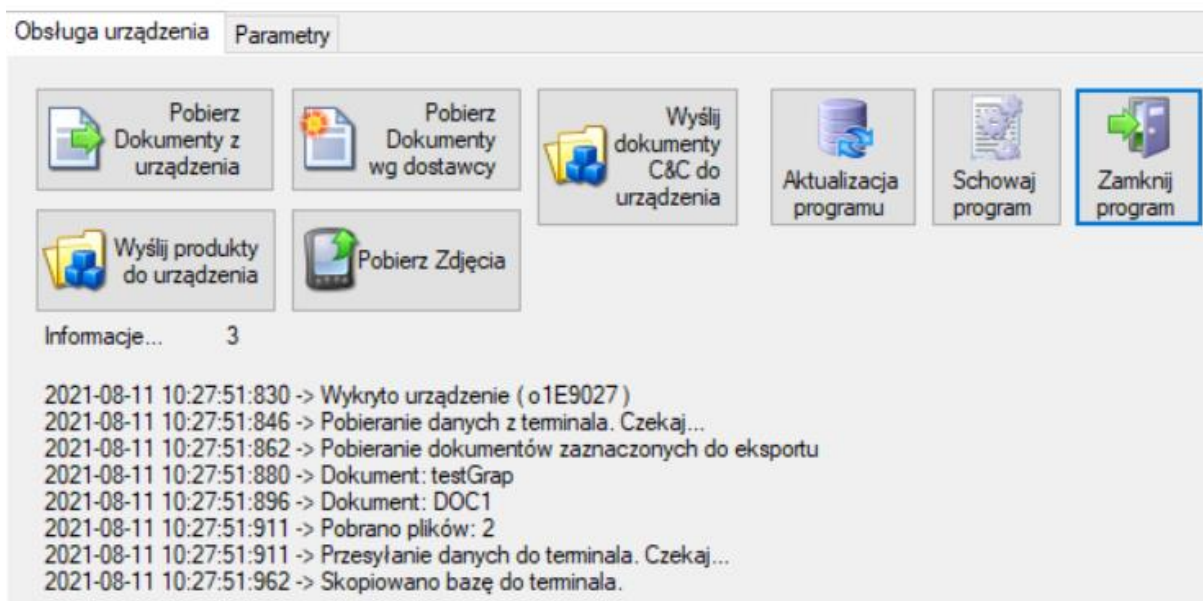 Obsługa urządzenia
Parametry
Pobierz
Dokumenty z
urządzenia
Pobierz
Dokumenty
wg dostawcy
Wyślij
dokumenty
C&C do
urządzenia
Aktualizacja
programu
Schowaj
program
Zamknij
program
Wyślij produkty
do urządzenia
Pobierz Zdjęcia
Informacje... 3
2021-08-11 10:27:51:830 -> Wykryto urządzenie ( o1E9027 )
2021-08-11 10:27:51:846 -> Pobieranie danych z terminala. Czekaj...
2021-08-11 10:27:51:862 -> Pobieranie dokumentów zaznaczonych do eksportu
2021-08-11 10:27:51:880 -> Dokument: testGrap
2021-08-11 10:27:51:896 -> Dokument: DOC1
2021-08-11 10:27:51:911 -> Pobrano plików: 2
2021-08-11 10:27:51:911 -> Przesyłanie danych do terminala. Czekaj...
2021-08-11 10:27:51:962 -> Skopiowano bazę do terminala.